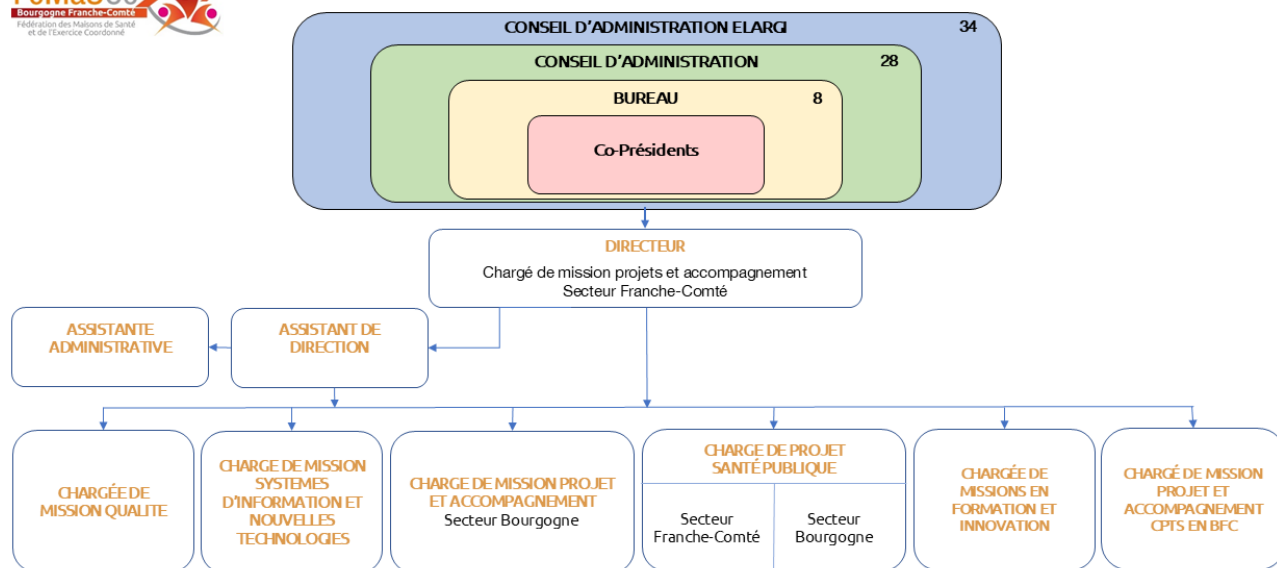 Bourgogne Franche-Comté
Fédération des Maisons de Santé
et de l'Exercice Coordonné
CONSEIL D'ADMINISTRATION ELARGI 34
CONSEIL D'ADMINISTRATION 28
BUREAU 8
Co-Présidents
DIRECTEUR
Chargé de mission projets et accompagnement
Secteur Franche-Comté
ASSISTANTE
ADMINISTRATIVE
ASSISTANT DE
DIRECTION
CHARGÉE DE
MISSION QUALITE
CHARGE DE MISSION
SYSTEMES
D'INFORMATION ET
NOUVELLES
TECHNOLOGIES
CHARGE DE MISSION PROJET
ET ACCOMPAGNEMENT
Secteur Bourgogne
CHARGE DE PROJET
SANTÉ PUBLIQUE
Secteur
Franche-Comté
Secteur
Bourgogne
CHARGÉE DE
MISSIONS EN
FORMATION ET
INNOVATION
CHARGÉ DE MISSION
PROJET ET
ACCOMPAGNEMENT
CPTS EN BFC